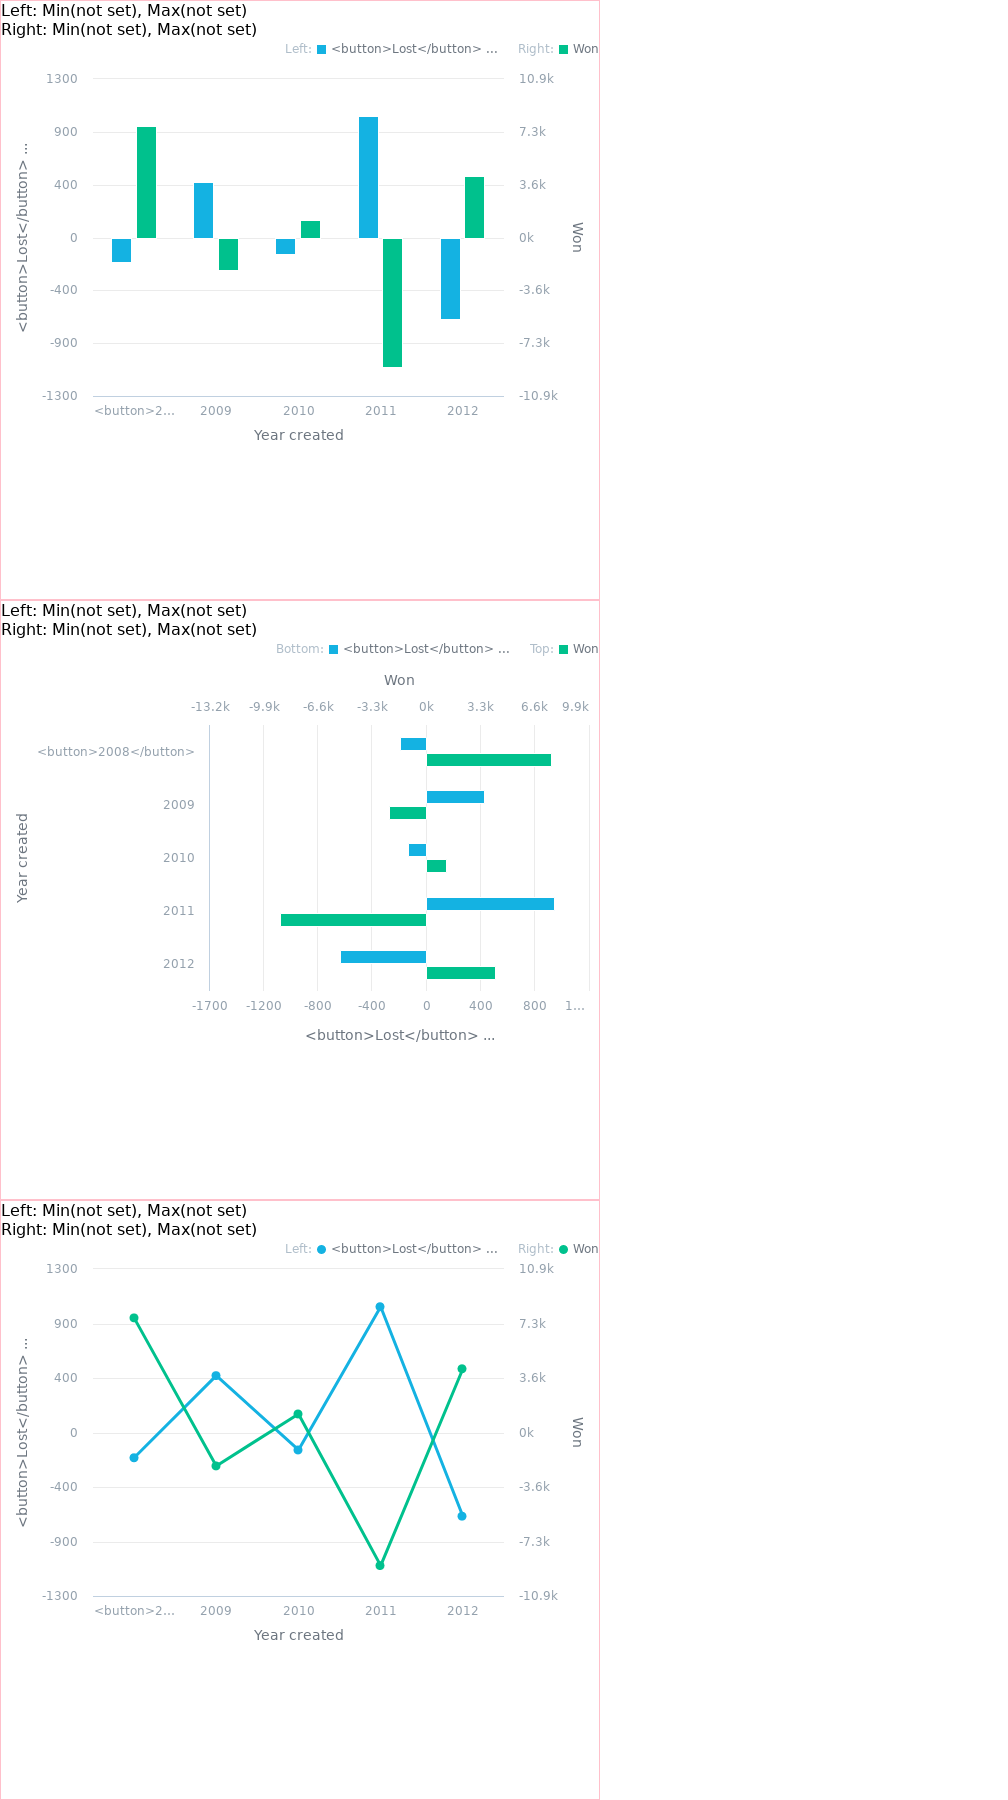 Left: Min(not set), Max(not set)
Right: Min(not set), Max(not set)
Left: <button>Lost</button> ... Right: Won
1300 10.9k
900 7.3k
400 3.6k
0 0k
-400 -3.6k
-900 -7.3k
-1300 -10.9k
<button>Lost</button> ...
Won
<button>2... 2009 2010 2011 2012
Year created
Left: Min(not set), Max(not set)
Right: Min(not set), Max(not set)
Bottom: <button>Lost</button> ... Top: Won
Won
-13.2k -9.9k -6.6k -3.3k 0k 3.3k 6.6k 9.9k
<button>2008</button>
2009
2010
2011
2012
Year created
-1700 -1200 -800 -400 0 400 800 1...
<button>Lost</button> ...
Left: Min(not set), Max(not set)
Right: Min(not set), Max(not set)
Left: <button>Lost</button> ... Right: Won
1300 10.9k
900 7.3k
400 3.6k
0 0k
-400 -3.6k
-900 -7.3k
-1300 -10.9k
<button>Lost</button> ...
Won
<button>2... 2009 2010 2011 2012
Year created